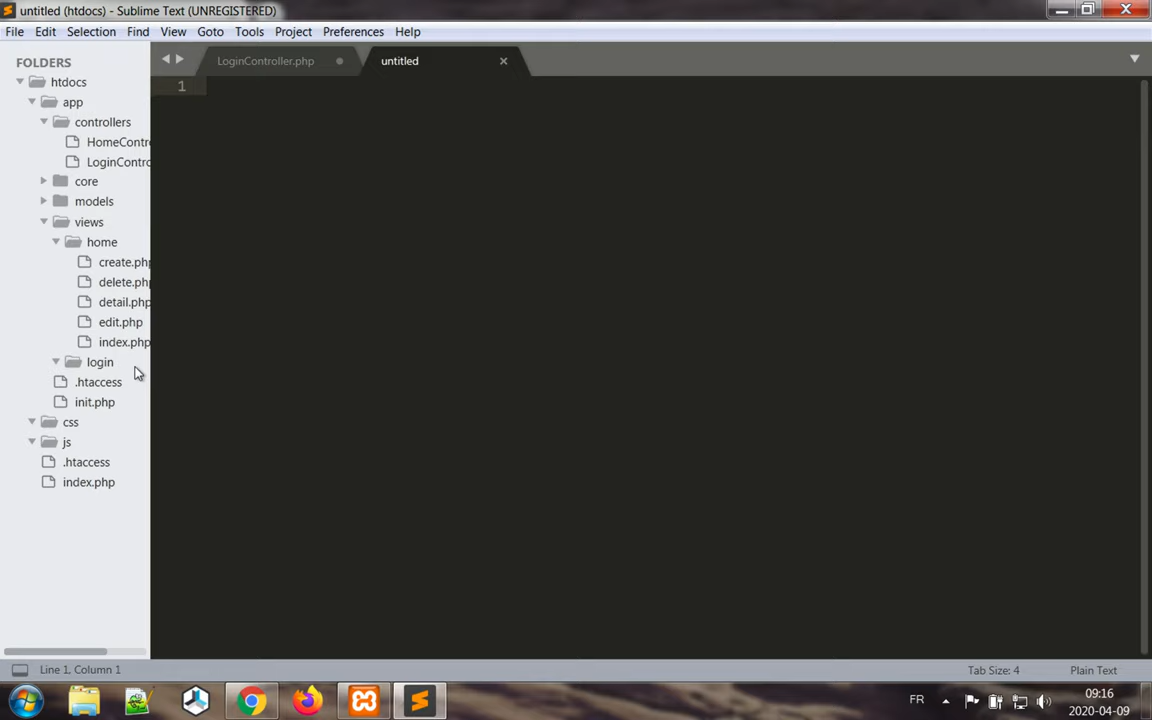 untitled (htdocs) - Sublime Text (UNREGISTERED)
File Edit Selection Find View Goto Tools Project Preferences Help
FOLDERS
htdocs
app
controllers
HomeContro
LoginContro
core
models
views
home
create.php
delete.php
detail.php
edit.php
index.php
login
.htaccess
init.php
css
js
.htaccess
index.php
LoginController.php
untitled
1
Line 1, Column 1
Tab Size: 4
Plain Text
FR
09:16
2020-04-09